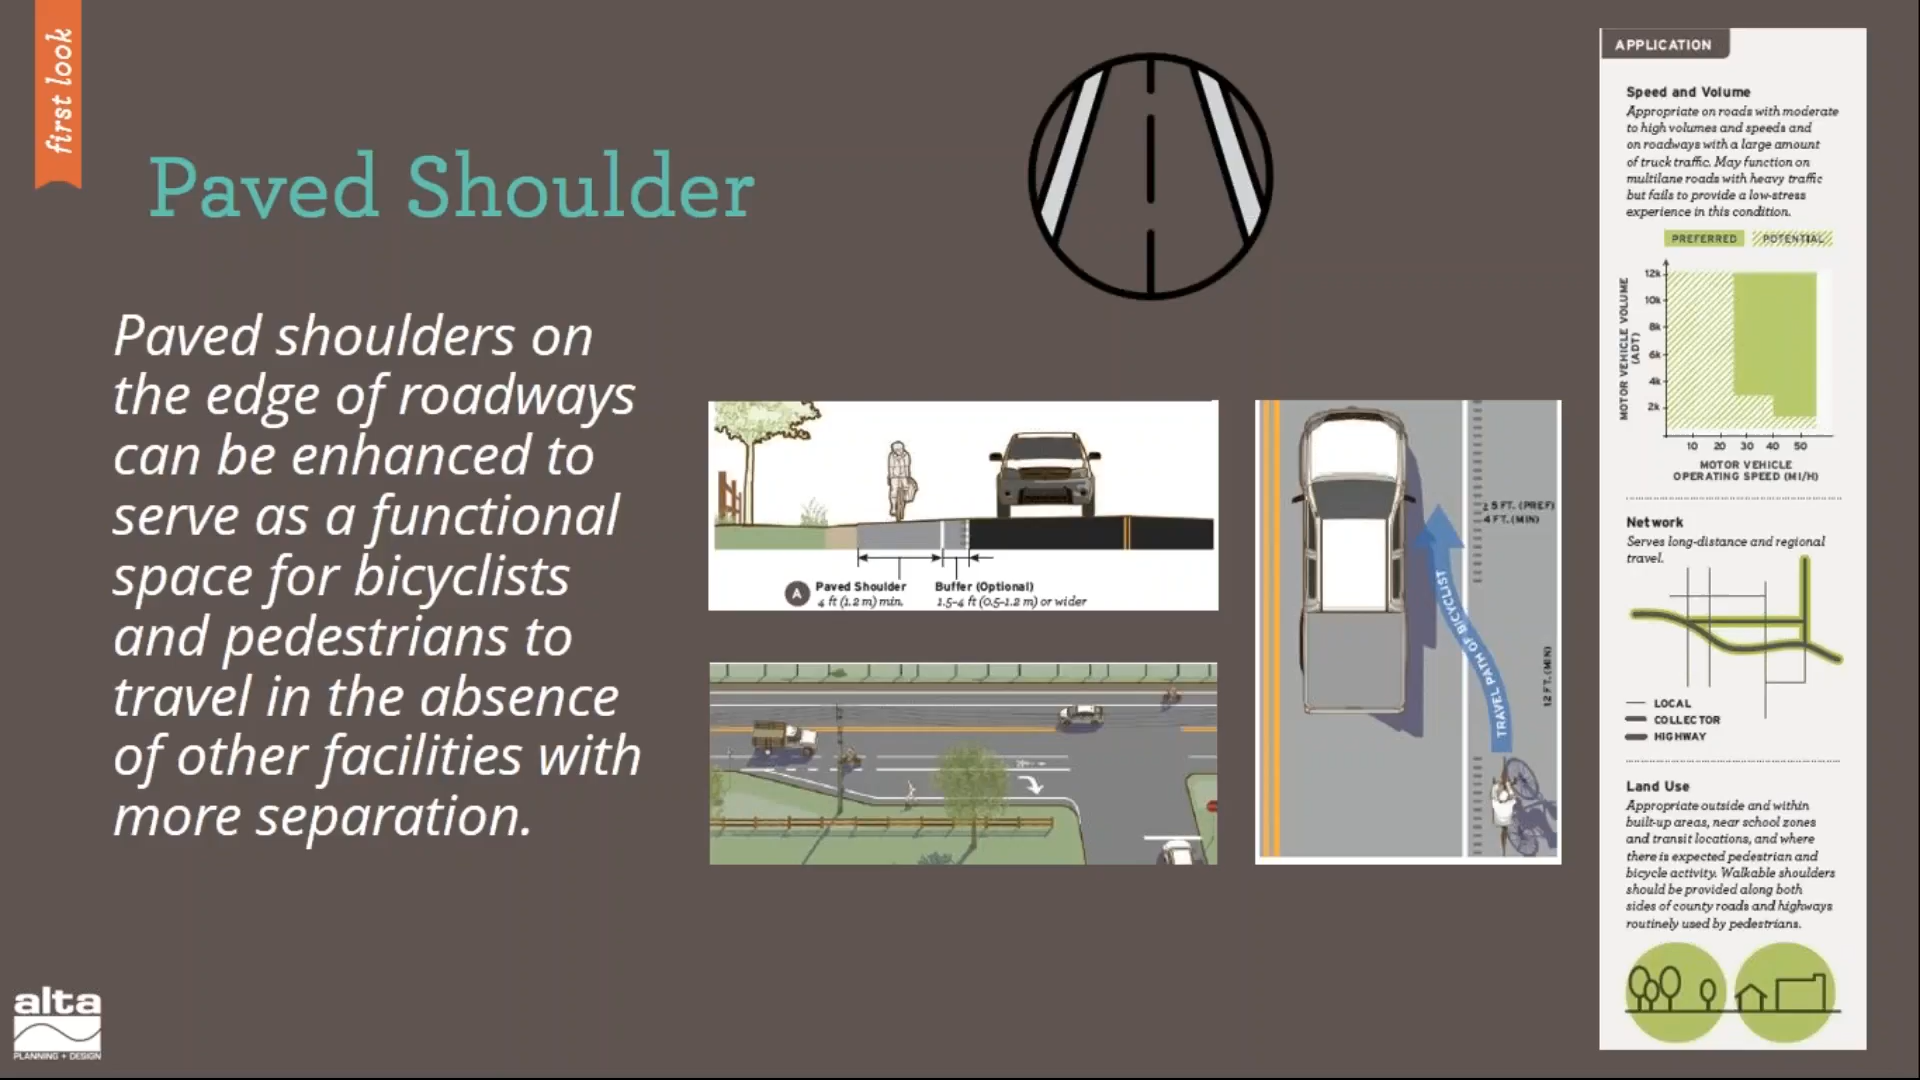 first look
Paved Shoulder
Paved shoulders on
the edge of roadways
can be enhanced to
serve as a functional
space for bicyclists
and pedestrians to
travel in the absence
of other facilities with
more separation.
A
Paved Shoulder
4 ft (1.2 m) min.
Buffer (Optional)
1.5-4 ft (0.5-1.2 m) or wider
5 FT. (PREF)
4 FT. (MIN)
TRAVEL PATH OF BICYCLIST
12 FT. (MIN)
APPLICATION
Speed and Volume
Appropriate on roads with moderate
to high volumes and speeds and
on roadways with a large amount
of truck traffic. May function on
multilane roads with heavy traffic
but fails to provide a low-stress
experience in this condition.
PREFERRED POTENTIAL
MOTOR VEHICLE VOLUME
(ADT)
12k
10k
8k
6k
4k
2k
10 20 30 40 50
MOTOR VEHICLE
OPERATING SPEED (MI/H)
Network
Serves long-distance and regional
travel.
LOCAL
COLLECTOR
HIGHWAY
Land Use
Appropriate outside and within
built-up areas, near school zones
and transit locations, and where
there is expected pedestrian and
bicycle activity. Walkable shoulders
should be provided along both
sides of county roads and highways
routinely used by pedestrians.
alta
PLANNING + DESIGN